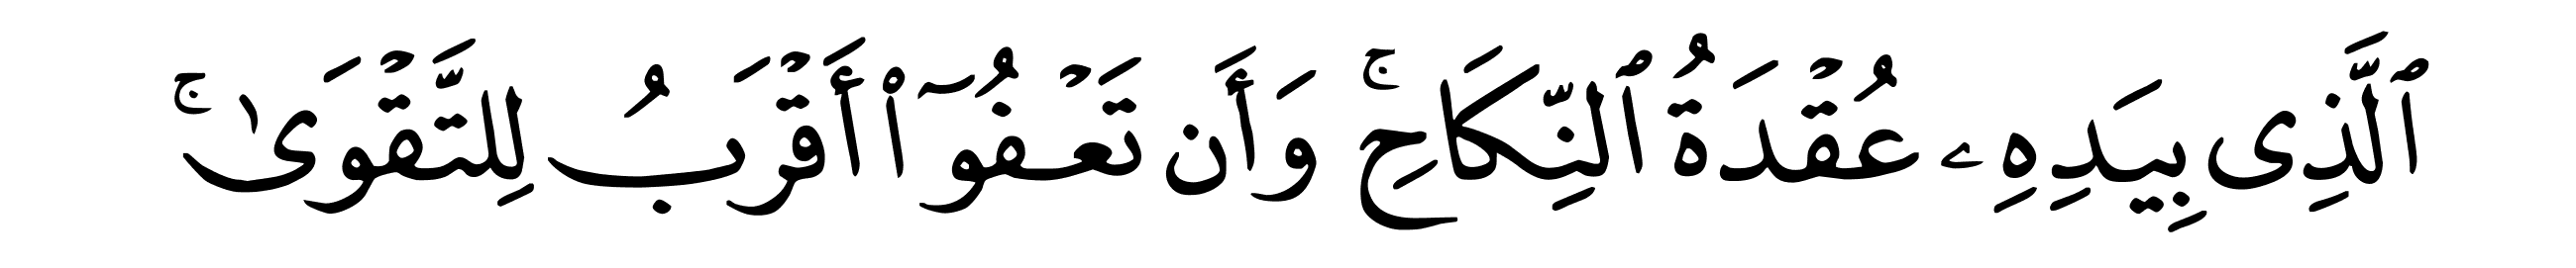 ٱلَّذِى بِيَدِهِۦ عُقْدَةُ ٱلنِّكَاحِ ۚ وَأَن تَعْفُوٓا۟ أَقْرَبُ لِلتَّقْوَىٰ ۚ